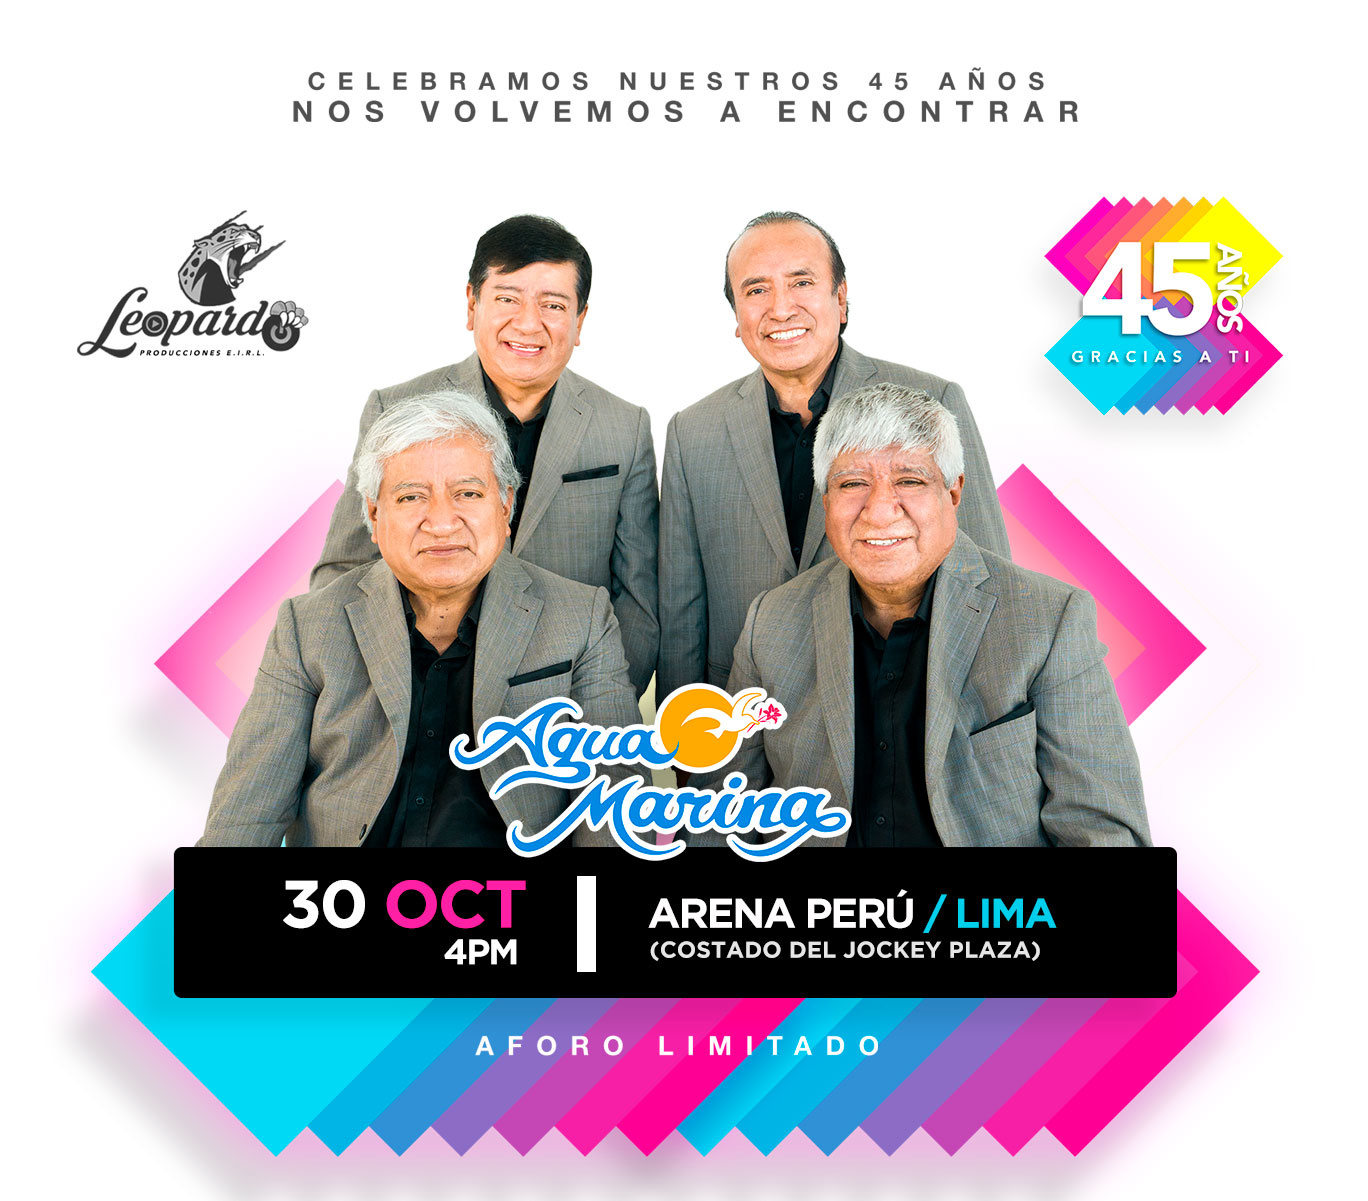 CELEBRAMOS NUESTROS 45 AÑOS
NOS VOLVEMOS A ENCONTRAR
Leopardo
PRODUCCIONES E.I.R.L.
45 AÑOS
GRACIAS A TI
Agua
Marina
30 OCT
4PM
ARENA PERÚ / LIMA
(COSTADO DEL JOCKEY PLAZA)
AFORO LIMITADO